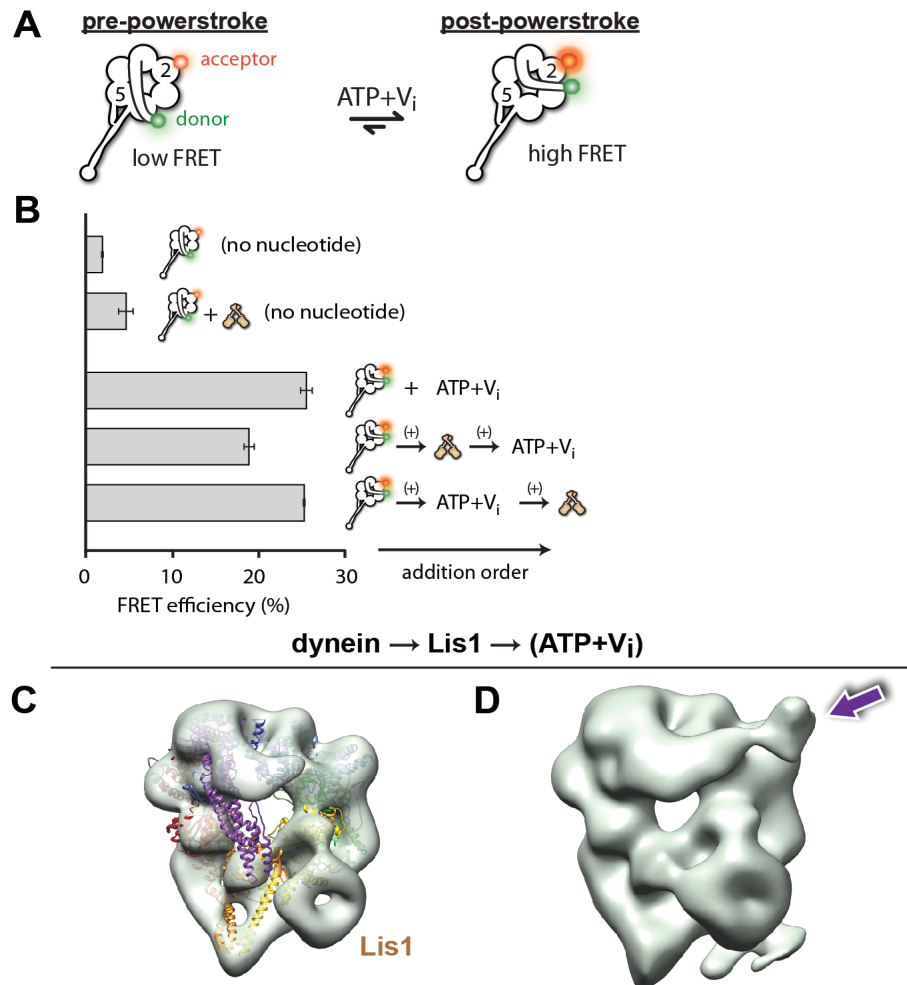 A
pre-powerstroke
post-powerstroke
2
acceptor
5
donor
low FRET
ATP+Vi
2
5
high FRET
B
(no nucleotide)
+ (no nucleotide)
+ ATP+Vi
(+) (+) ATP+Vi
(+) ATP+Vi (+)
0 10 20 30
FRET efficiency (%)
addition order
dynein → Lis1 → (ATP+Vi)
C
D
Lis1